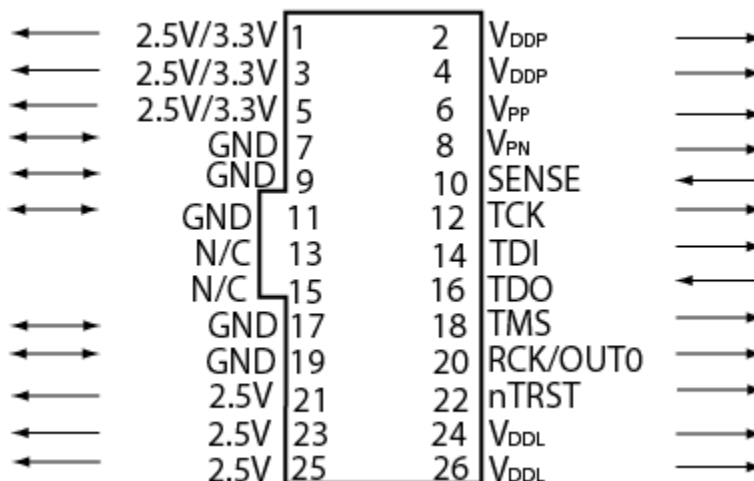 2.5V/3.3V 1 2 VDDP
2.5V/3.3V 3 4 VDDP
2.5V/3.3V 5 6 VPP
GND 7 8 VPN
GND 9 10 SENSE
GND 11 12 TCK
N/C 13 14 TDI
N/C 15 16 TDO
GND 17 18 TMS
GND 19 20 RCK/OUT0
2.5V 21 22 nTRST
2.5V 23 24 VDDL
2.5V 25 26 VDDL